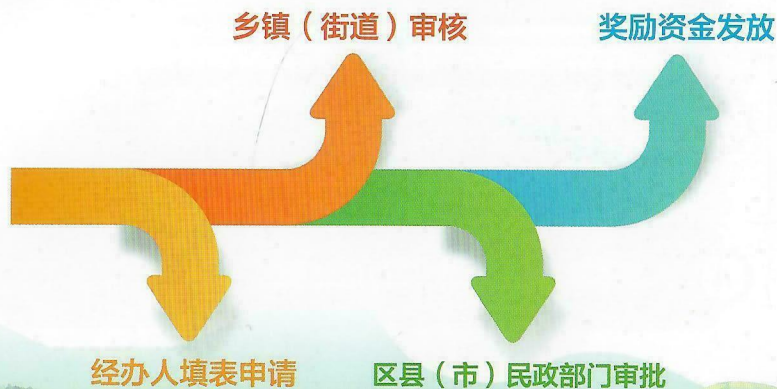 乡镇（街道）审核
奖励资金发放
经办人填表申请
区县（市）民政部门审批